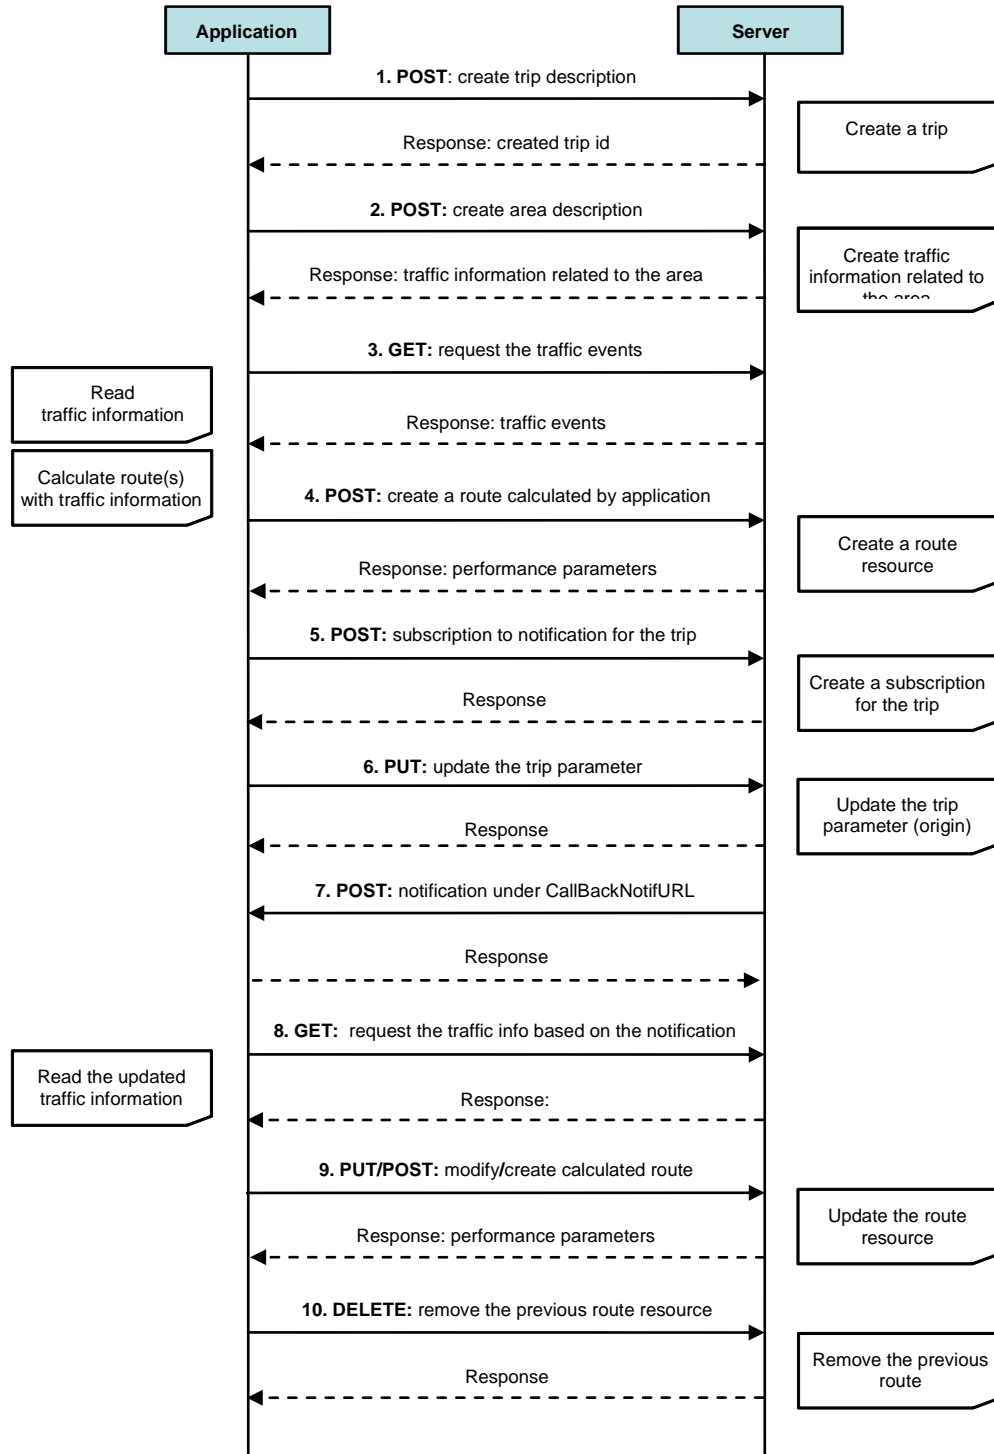 Application
Server
1. POST: create trip description
Create a trip
Response: created trip id
2. POST: create area description
Create traffic
information related to
the area
Response: traffic information related to the area
3. GET: request the traffic events
Read
traffic information
Response: traffic events
Calculate route(s)
with traffic information
4. POST: create a route calculated by application
Create a route
resource
Response: performance parameters
5. POST: subscription to notification for the trip
Create a subscription
for the trip
Response
6. PUT: update the trip parameter
Update the trip
parameter (origin)
Response
7. POST: notification under CallBackNotifURL
Response
8. GET: request the traffic info based on the notification
Read the updated
traffic information
Response:
9. PUT/POST: modify/create calculated route
Update the route
resource
Response: performance parameters
10. DELETE: remove the previous route resource
Remove the previous
route
Response